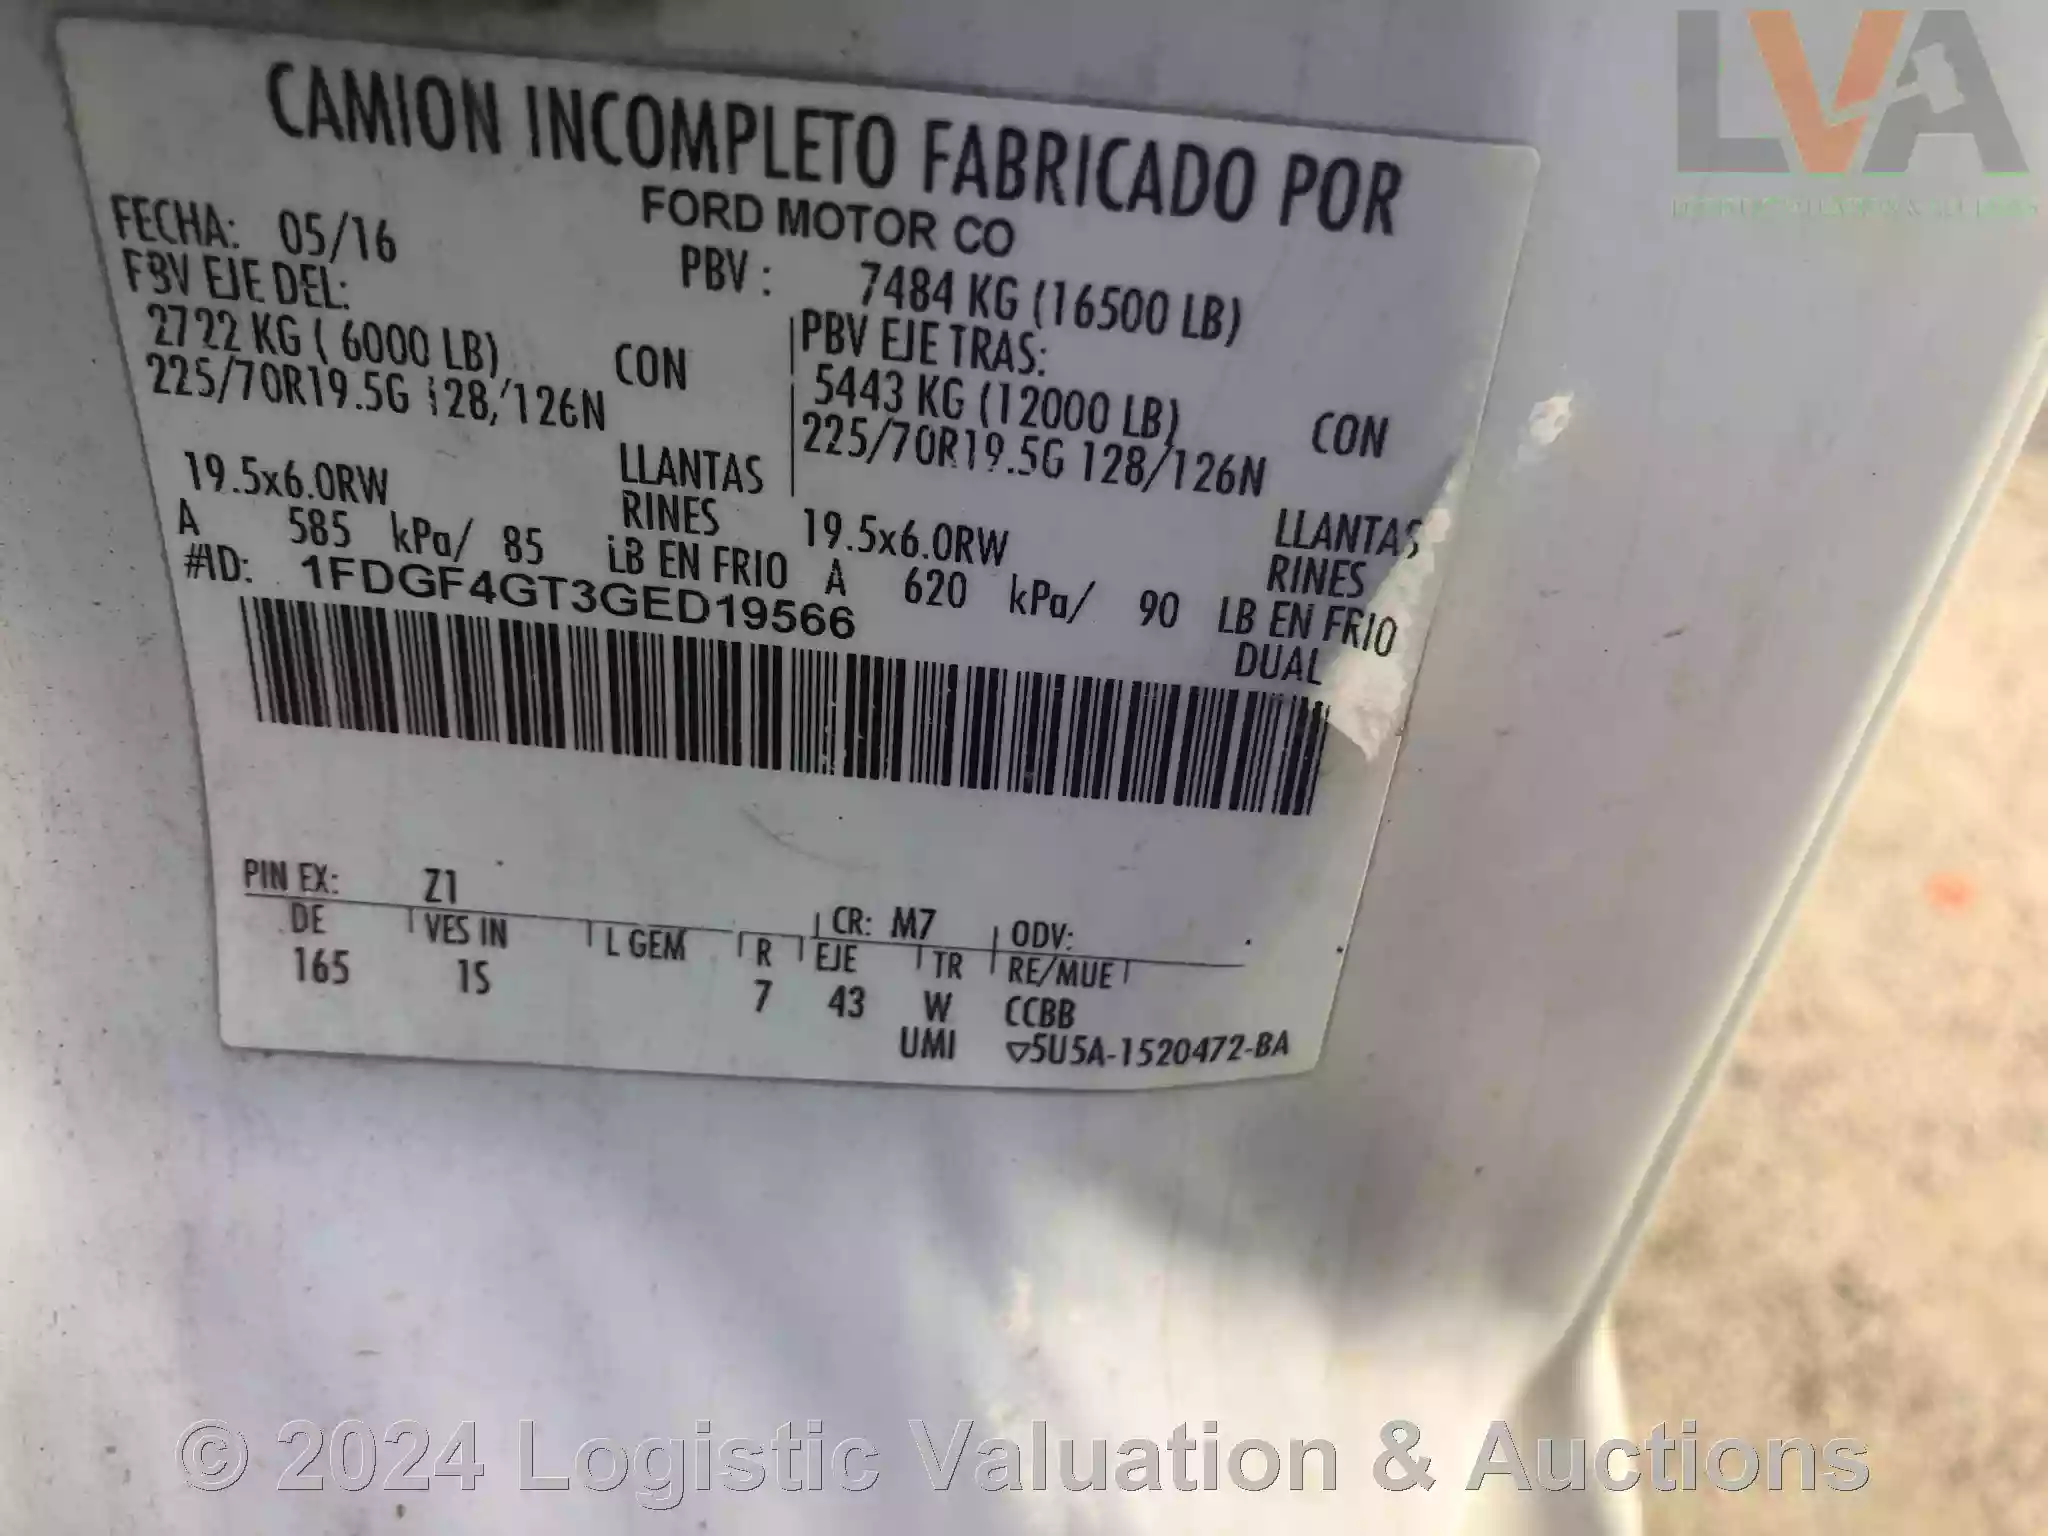 LVA
CAMION INCOMPLETO FABRICADO POR
FORD MOTOR CO
FECHA: 05/16
PBV : 7484 KG (16500 LB)
PBV EJE DEL:
2722 KG ( 6000 LB) CON
225/70R19.5G 128/126N LLANTAS
19.5x6.0RW RINES
A 585 kPa/ 85 LB EN FRIO
PBV EJE TRAS:
5443 KG (12000 LB) CON
225/70R19.5G 128/126N LLANTAS
19.5x6.0RW RINES
A 620 kPa/ 90 LB EN FRIO
DUAL
#ID: 1FDGF4GT3GED19566
PIN EX: Z1 CR: M7 ODV:
DE VES IN L GEM R EJE TR RE/MUE
165 1S 7 43 W CCBB
UMI ▽5U5A-1520472-BA
© 2024 Logistic Valuation & Auctions